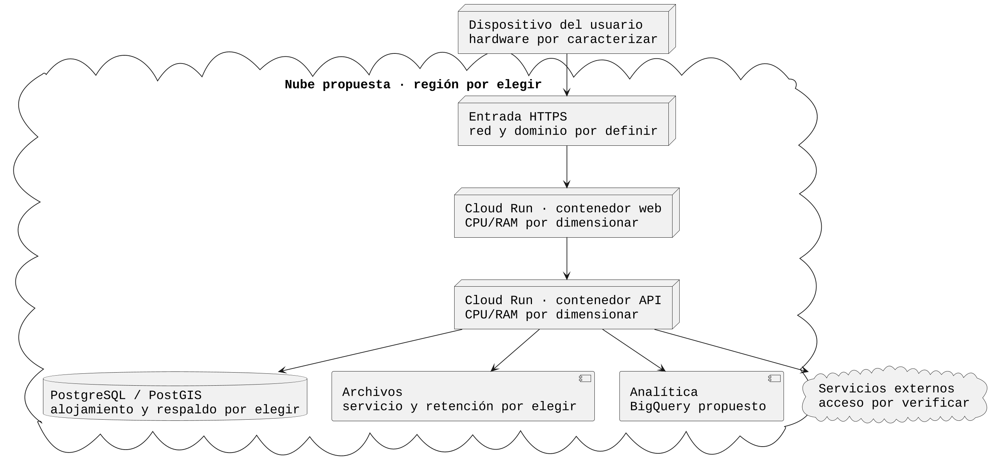 Dispositivo del usuario
hardware por caracterizar
Nube propuesta · región por elegir
Entrada HTTPS
red y dominio por definir
Cloud Run · contenedor web
CPU/RAM por dimensionar
Cloud Run · contenedor API
CPU/RAM por dimensionar
PostgreSQL / PostGIS
alojamiento y respaldo por elegir
Archivos
servicio y retención por elegir
Analítica
BigQuery propuesto
Servicios externos
acceso por verificar